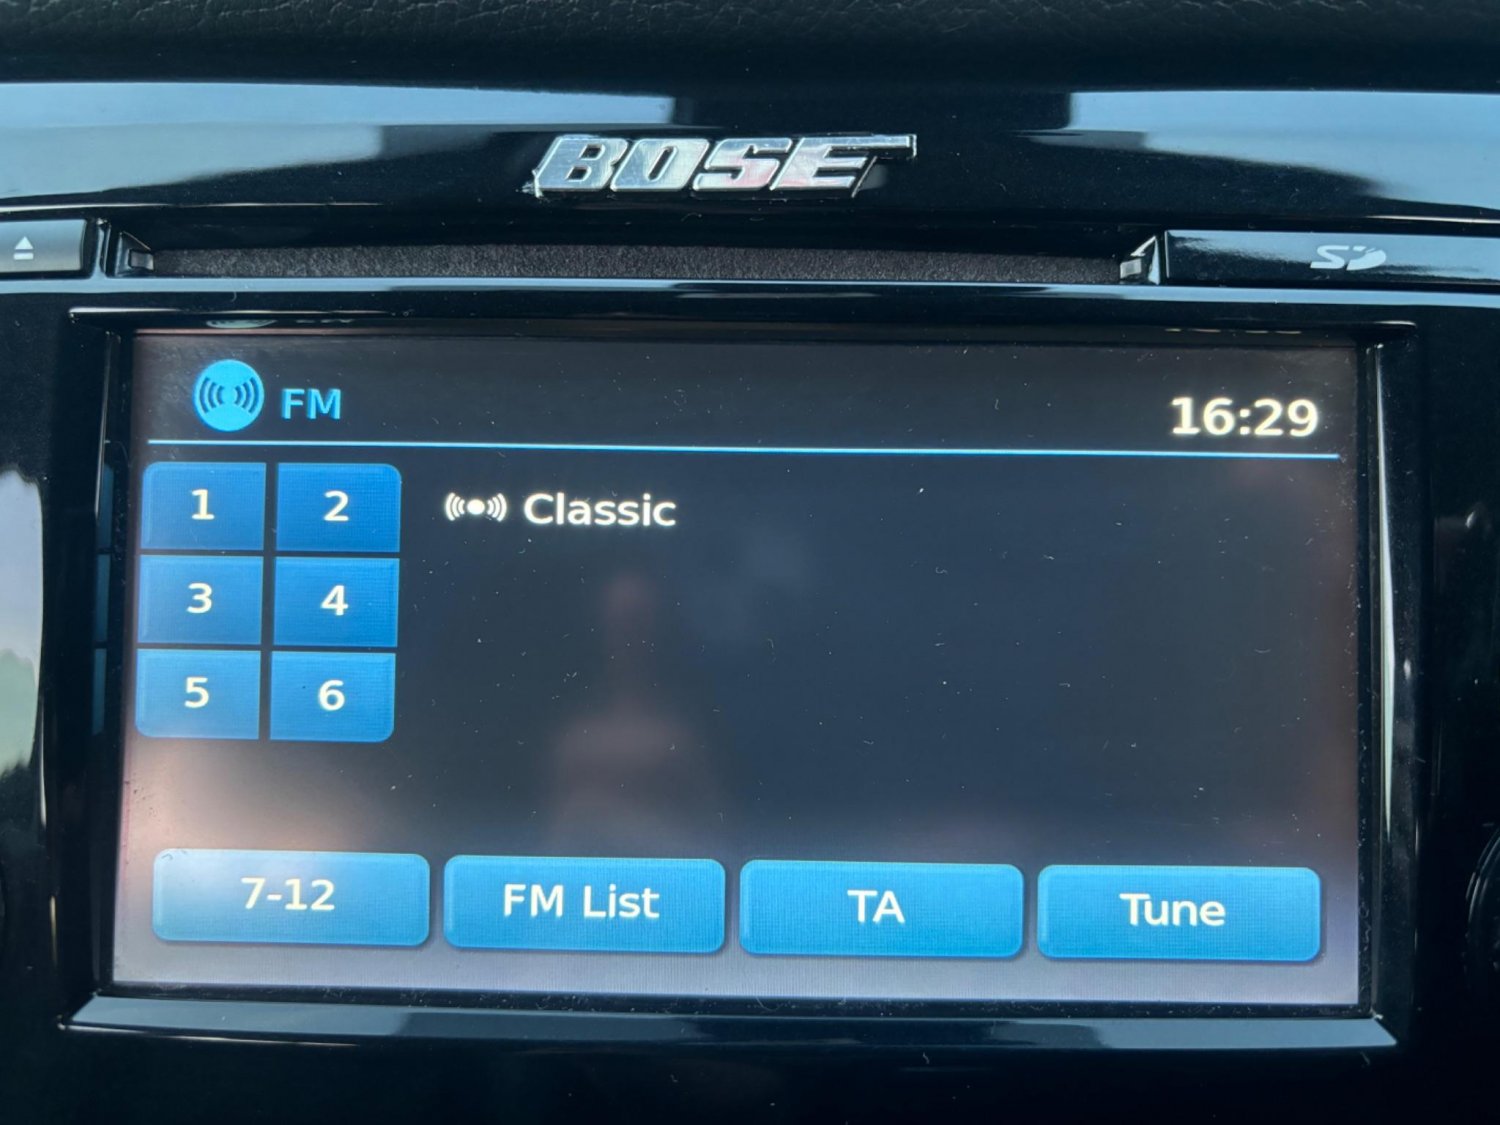 BOSE
SD
FM
16:29
1 2
Classic
3 4
5 6
7-12 FM List TA Tune